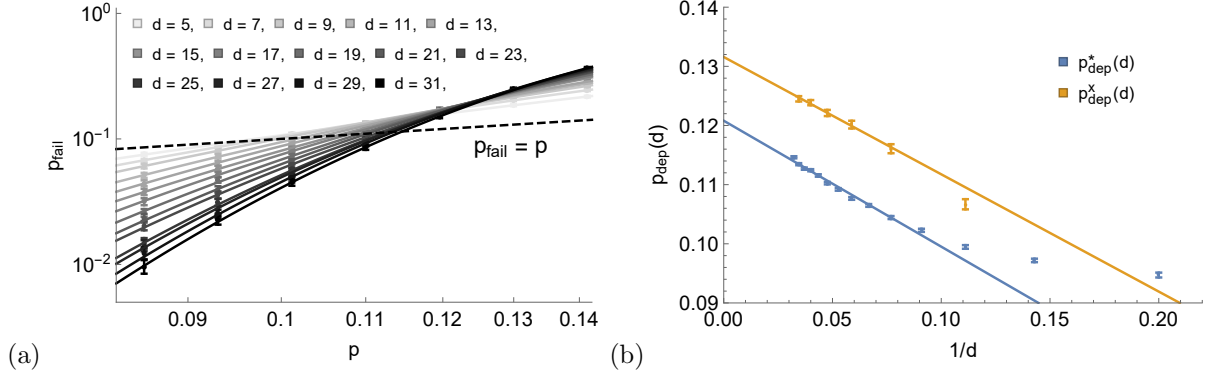 10^0
d = 5, d = 7, d = 9, d = 11, d = 13,
d = 15, d = 17, d = 19, d = 21, d = 23,
d = 25, d = 27, d = 29, d = 31,
10^-1
10^-2
p_fail
p_fail = p
0.09 0.1 0.11 0.12 0.13 0.14
p
(a)
0.13
0.12
0.11
0.10
0.09
p_dep(d)
p*_dep(d)
p^x_dep(d)
0.00 0.05 0.10 0.15 0.20
1/d
(b)